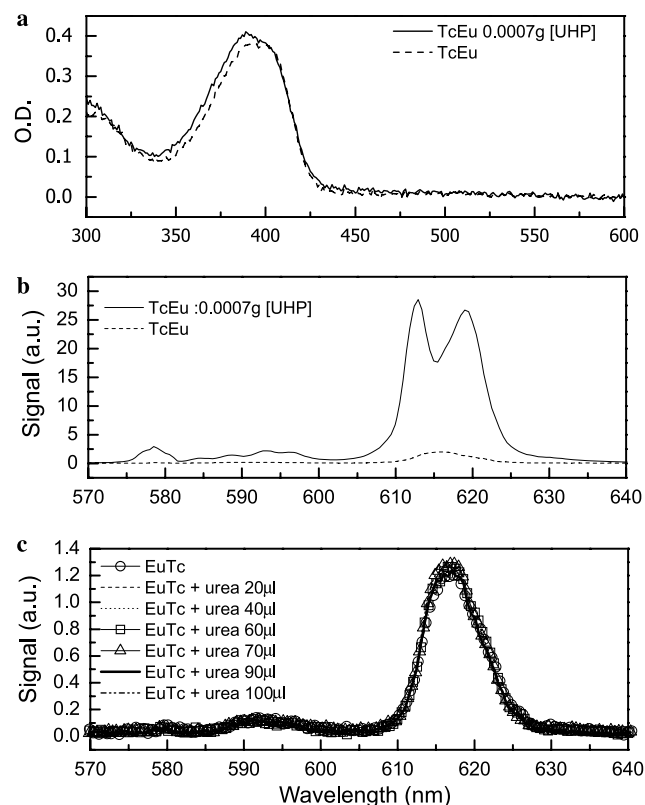 a
TcEu 0.0007g [UHP]
TcEu
O.D.
0.4
0.3
0.2
0.1
0.0
300 350 400 450 500 550 600
b
TcEu :0.0007g [UHP]
TcEu
Signal (a.u.)
30
25
20
15
10
5
0
570 580 590 600 610 620 630 640
c
EuTc
EuTc + urea 20µl
EuTc + urea 40µl
EuTc + urea 60µl
EuTc + urea 70µl
EuTc + urea 90µl
EuTc + urea 100µl
Signal (a.u.)
1.4
1.2
1.0
0.8
0.6
0.4
0.2
0.0
570 580 590 600 610 620 630 640
Wavelength (nm)